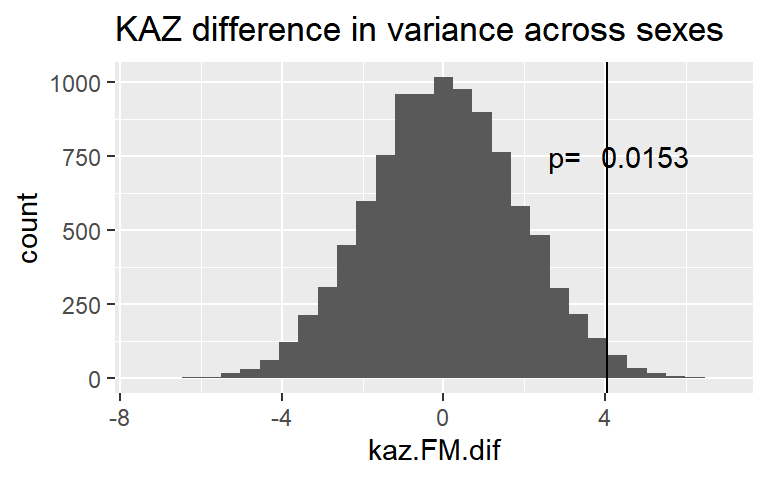 KAZ difference in variance across sexes
1000
750
500
250
0
count
p= 0.0153
-8 -4 0 4
kaz.FM.dif